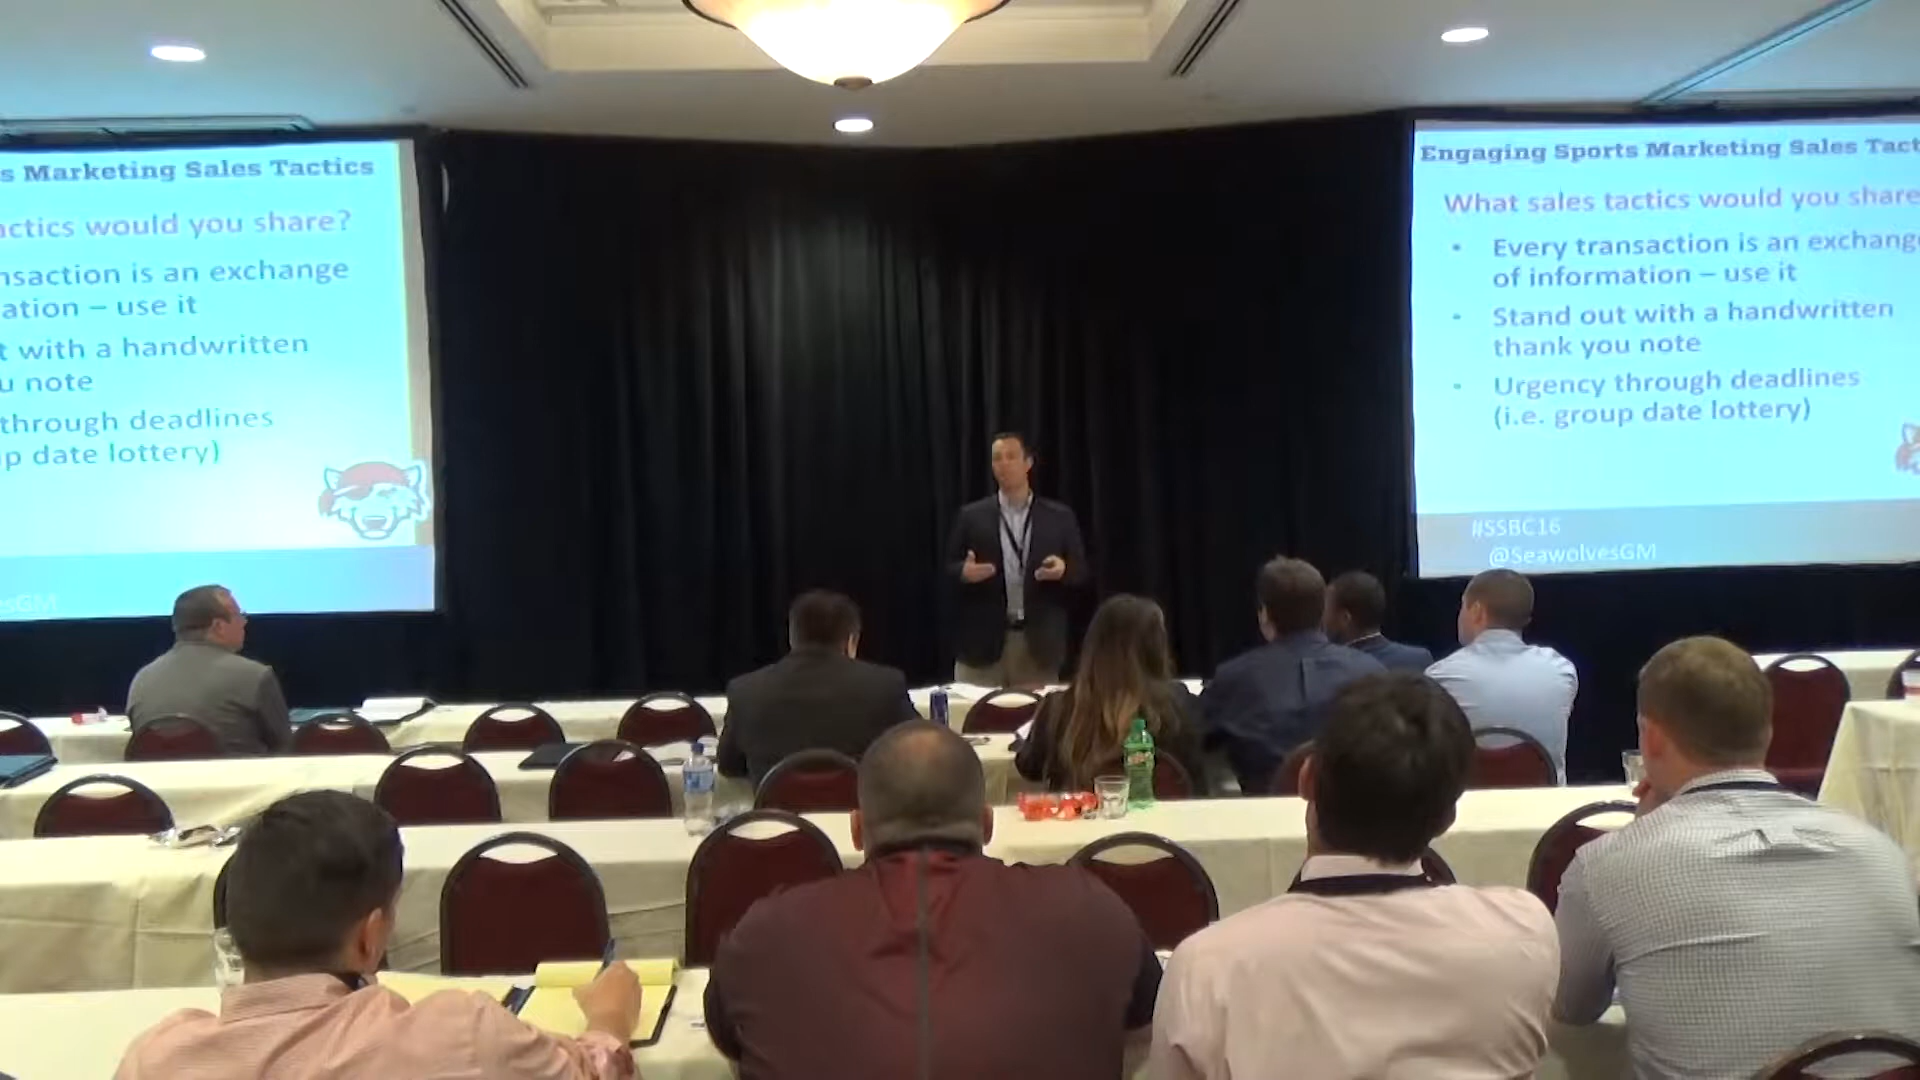 s Marketing Sales Tactics
actics would you share?
nsaction is an exchange
ation – use it
t with a handwritten
u note
through deadlines
p date lottery)
esGM
Engaging Sports Marketing Sales Tact
What sales tactics would you share
• Every transaction is an exchang
of information – use it
• Stand out with a handwritten
thank you note
• Urgency through deadlines
(i.e. group date lottery)
#SSBC16
@SeawolvesGM